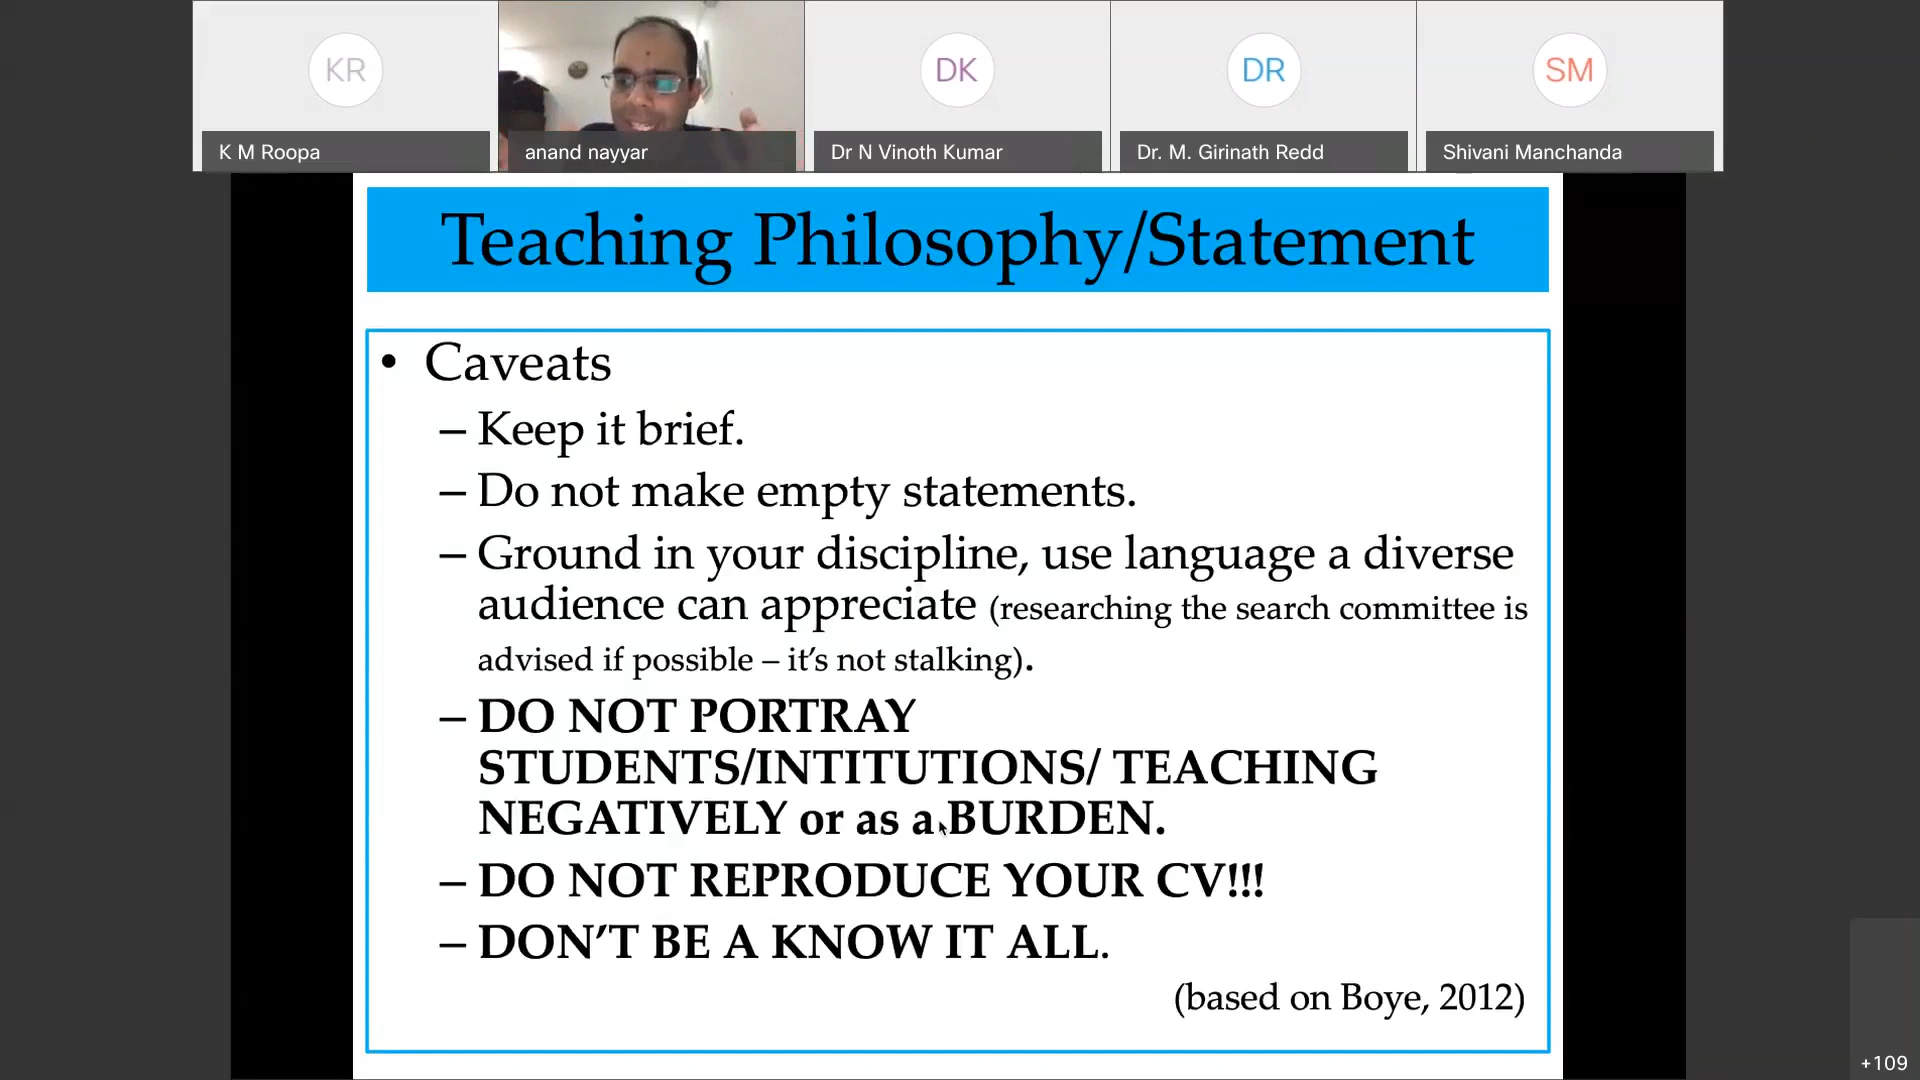 KR
DK
DR
SM
K M Roopa
anand nayyar
Dr N Vinoth Kumar
Dr. M. Girinath Redd
Shivani Manchanda
Teaching Philosophy/Statement
• Caveats
– Keep it brief.
– Do not make empty statements.
– Ground in your discipline, use language a diverse
audience can appreciate (researching the search committee is
advised if possible – it’s not stalking).
– DO NOT PORTRAY
STUDENTS/INTITUTIONS/ TEACHING
NEGATIVELY or as a BURDEN.
– DO NOT REPRODUCE YOUR CV!!!
– DON’T BE A KNOW IT ALL.
(based on Boye, 2012)
+109